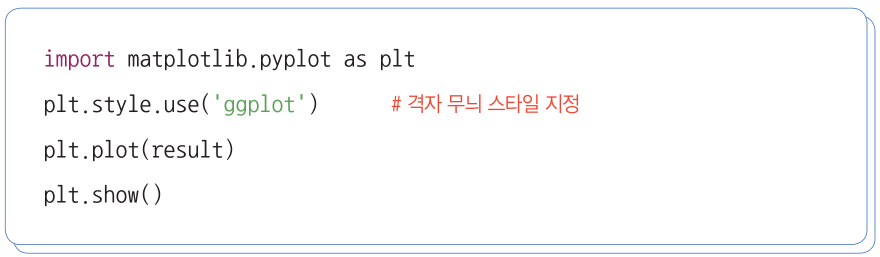 import matplotlib.pyplot as plt
plt.style.use('ggplot') # 격자 무늬 스타일 지정
plt.plot(result)
plt.show()